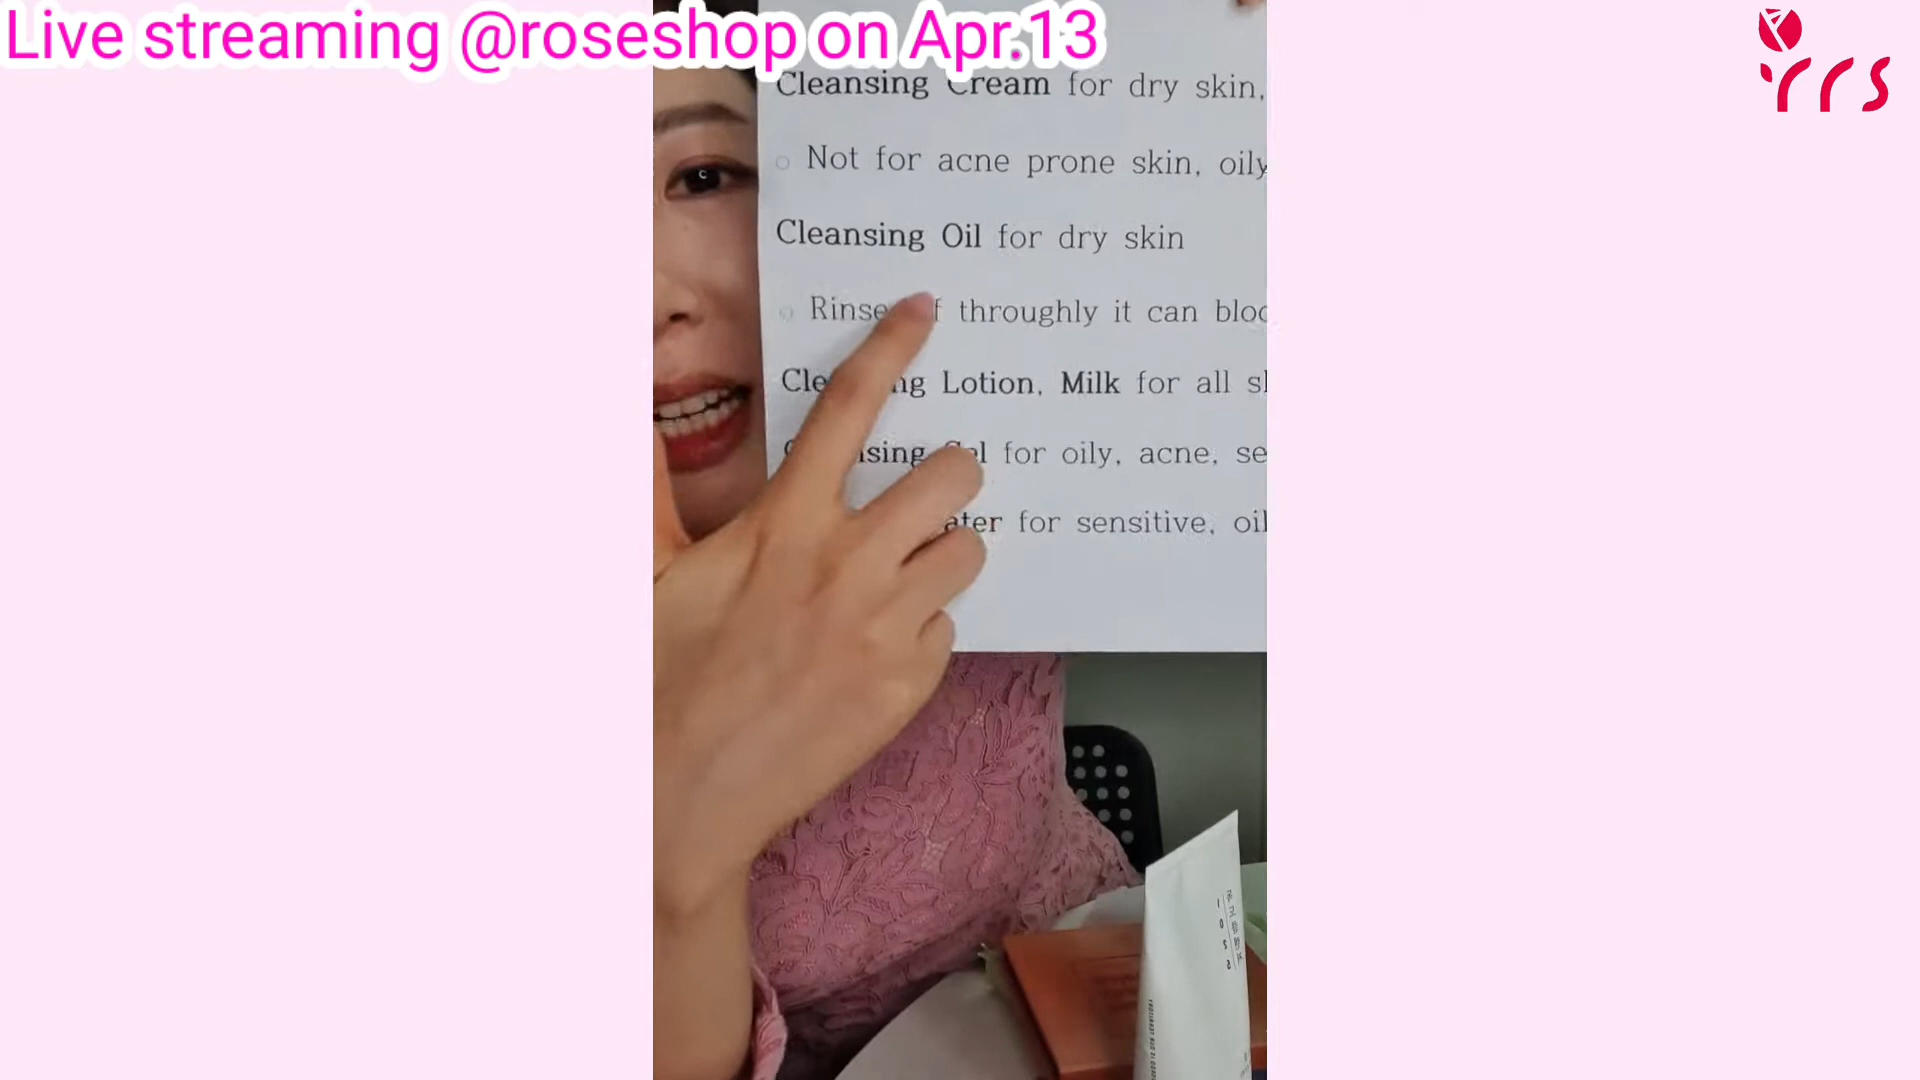 Live streaming @roseshop on Apr.13
rrs
Cleansing Cream for dry skin,
Not for acne prone skin, oily
Cleansing Oil for dry skin
Rinse throughly it can bloc
Lotion, Milk for all
for oily, acne, se
for sensitive, oil
1052